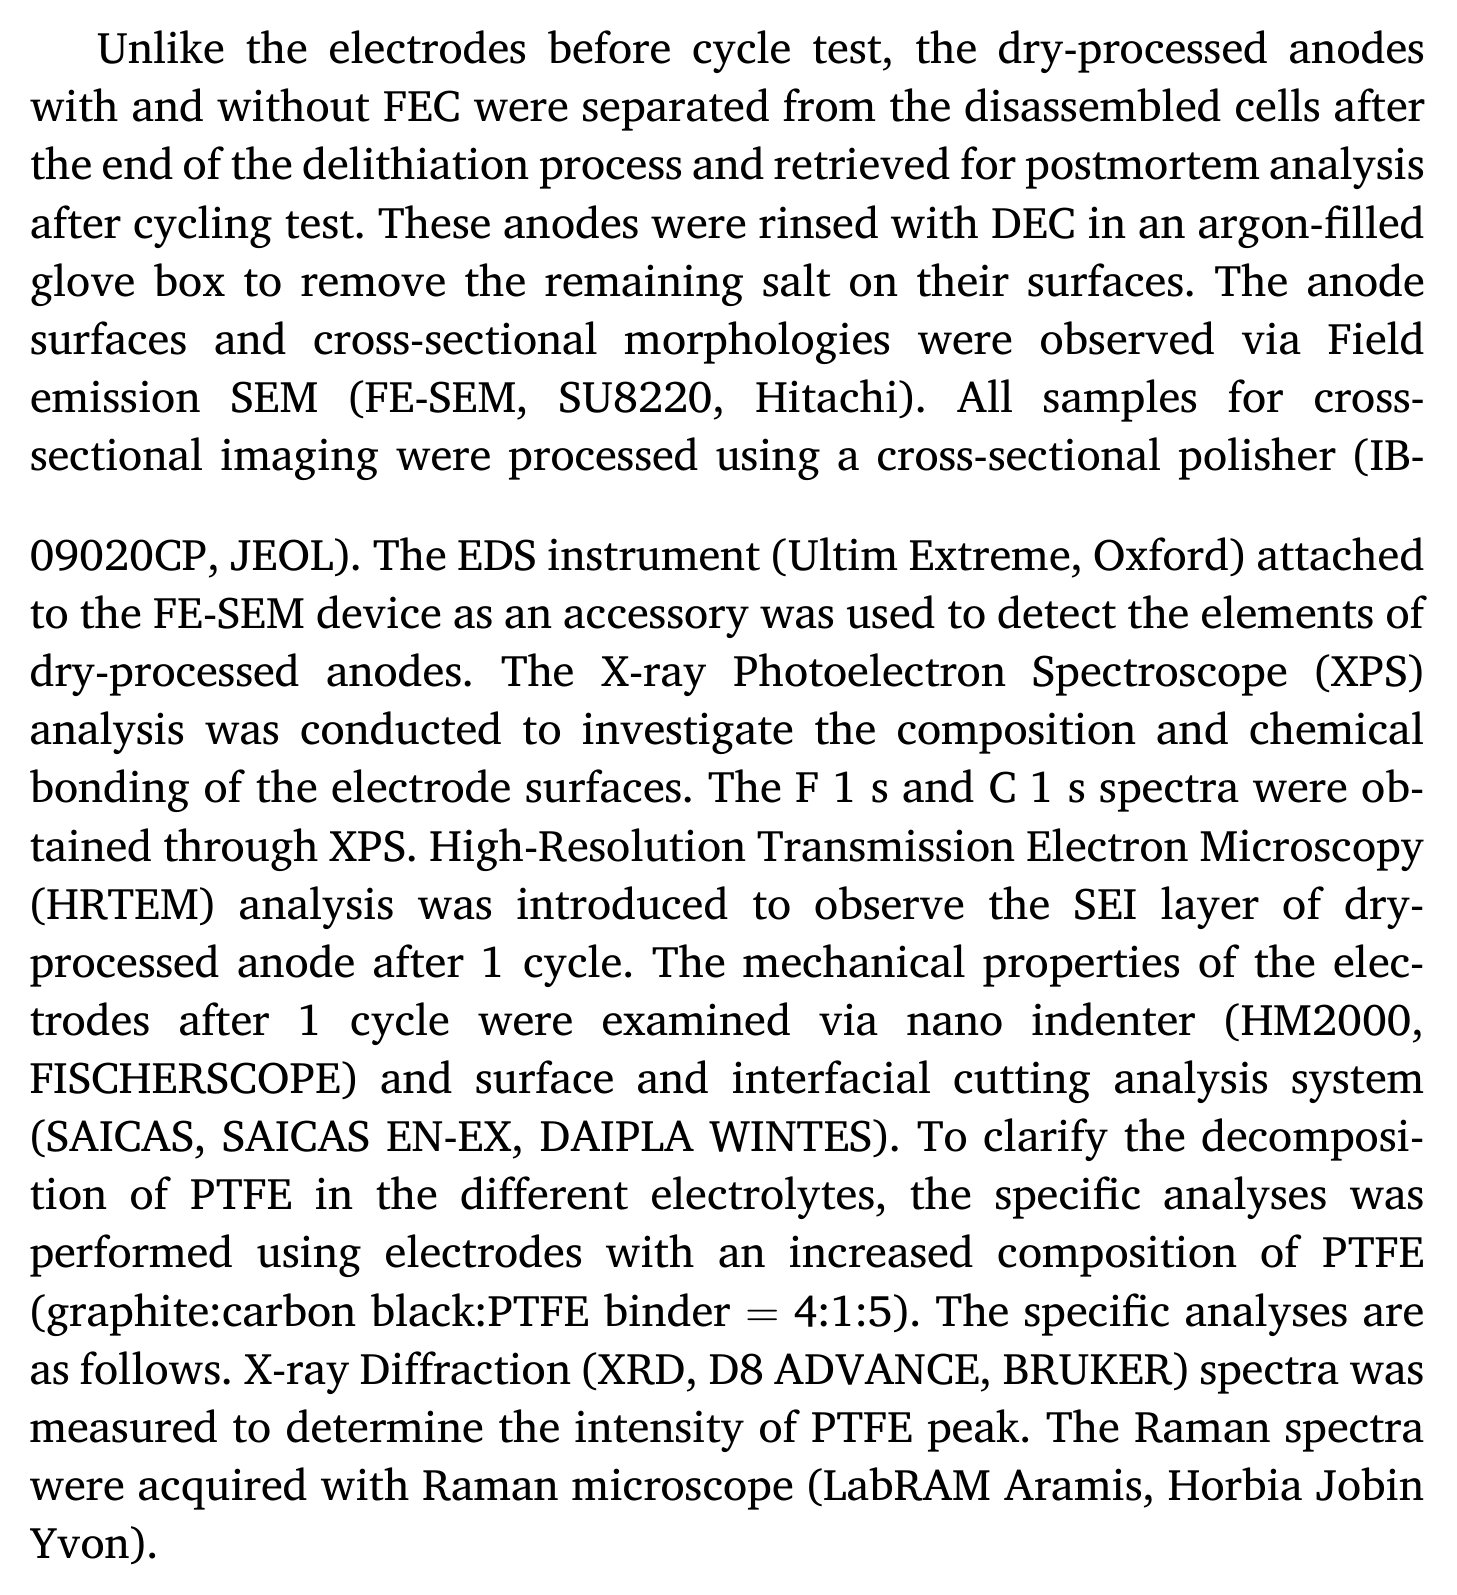 Unlike the electrodes before cycle test, the dry-processed anodes
with and without FEC were separated from the disassembled cells after
the end of the delithiation process and retrieved for postmortem analysis
after cycling test. These anodes were rinsed with DEC in an argon-filled
glove box to remove the remaining salt on their surfaces. The anode
surfaces and cross-sectional morphologies were observed via Field
emission SEM (FE-SEM, SU8220, Hitachi). All samples for cross-
sectional imaging were processed using a cross-sectional polisher (IB-
09020CP, JEOL). The EDS instrument (Ultim Extreme, Oxford) attached
to the FE-SEM device as an accessory was used to detect the elements of
dry-processed anodes. The X-ray Photoelectron Spectroscope (XPS)
analysis was conducted to investigate the composition and chemical
bonding of the electrode surfaces. The F 1 s and C 1 s spectra were ob-
tained through XPS. High-Resolution Transmission Electron Microscopy
(HRTEM) analysis was introduced to observe the SEI layer of dry-
processed anode after 1 cycle. The mechanical properties of the elec-
trodes after 1 cycle were examined via nano indenter (HM2000,
FISCHERSCOPE) and surface and interfacial cutting analysis system
(SAICAS, SAICAS EN-EX, DAIPLA WINTES). To clarify the decomposi-
tion of PTFE in the different electrolytes, the specific analyses was
performed using electrodes with an increased composition of PTFE
(graphite:carbon black:PTFE binder = 4:1:5). The specific analyses are
as follows. X-ray Diffraction (XRD, D8 ADVANCE, BRUKER) spectra was
measured to determine the intensity of PTFE peak. The Raman spectra
were acquired with Raman microscope (LabRAM Aramis, Horbia Jobin
Yvon).